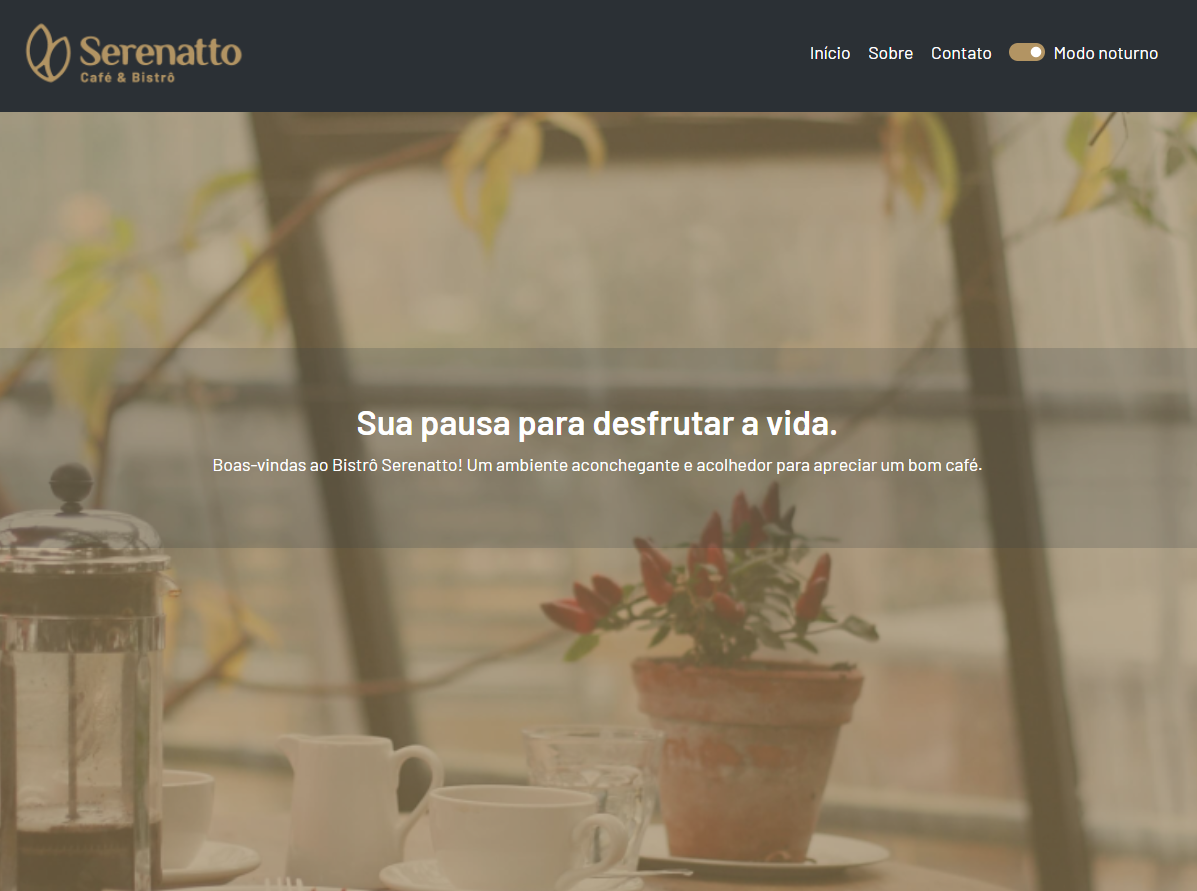 Serenatto
Café & Bistrô
Início Sobre Contato Modo noturno
Sua pausa para desfrutar a vida.
Boas-vindas ao Bistrô Serenatto! Um ambiente aconchegante e acolhedor para apreciar um bom café.